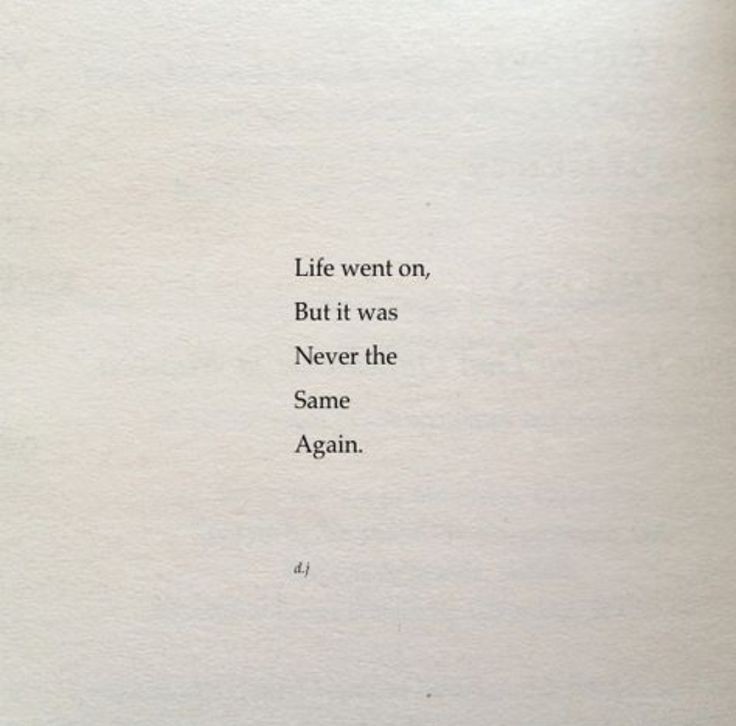 Life went on,
But it was
Never the
Same
Again.
d.j